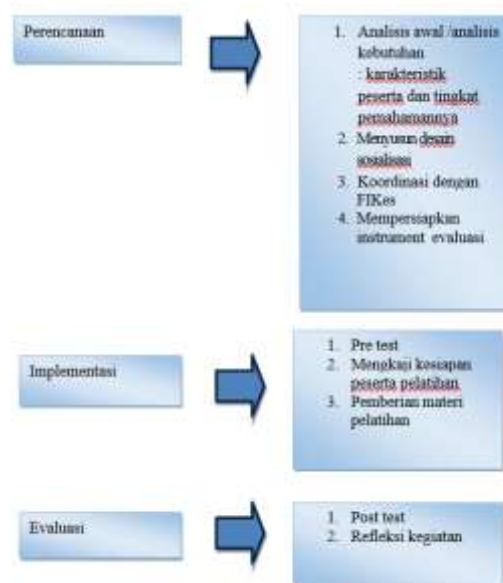 Perencanaan
1. Analisis awal /analisis
kebutuhan
: karakteristik
peserta dan tingkat
pemahamannya
2. Menyusun desain
sosialisasi
3. Koordinasi dengan
FIKes
4. Mempersiapkan
instrument evaluasi
Implementasi
1. Pre test
2. Mengkaji kesiapan
peserta pelatihan
3. Pemberian materi
pelatihan
Evaluasi
1. Post test
2. Refleksi kegiatan